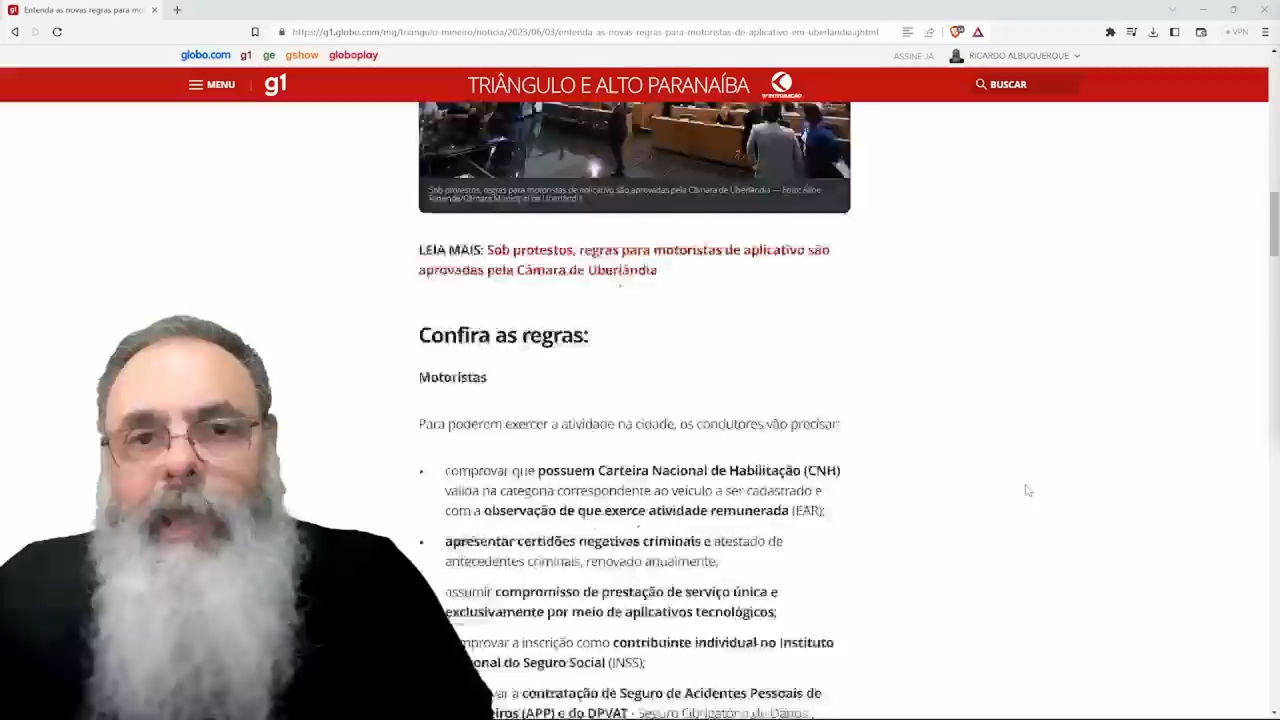 Entenda as novas regras para mo
https://g1.globo.com/mg/triangulo-mineiro/noticia/2023/06/03/entenda-as-novas-regras-para-motoristas-de-aplicativo-em-uberlandia.ghtml
VPN
globo.com g1 ge gshow globoplay
ASSINE JÁ RICARDO ALBUQUERQUE
MENU g1 TRIÂNGULO E ALTO PARANAÍBA BUSCAR
Sob protestos, regras para motoristas de aplicativo são aprovadas pela Câmara de Uberlândia — Foto: Aline
Rezende/Câmara Municipal de Uberlândia
LEIA MAIS: Sob protestos, regras para motoristas de aplicativo são
aprovadas pela Câmara de Uberlândia
Confira as regras:
Motoristas
Para poderem exercer a atividade na cidade, os condutores vão precisar:
• comprovar que possuem Carteira Nacional de Habilitação (CNH)
válida na categoria correspondente ao veículo a ser cadastrado e
com a observação de que exerce atividade remunerada (EAR);
• apresentar certidões negativas criminais e atestado de
antecedentes criminais, renovado anualmente;
assumir compromisso de prestação de serviço única e
exclusivamente por meio de aplicativos tecnológicos;
mprovar a inscrição como contribuinte individual no Instituto
onal do Seguro Social (INSS);
var a contratação de Seguro de Acidentes Pessoais de
eiros (APP) e do DPVAT - Seguro Obrigatório de Danos